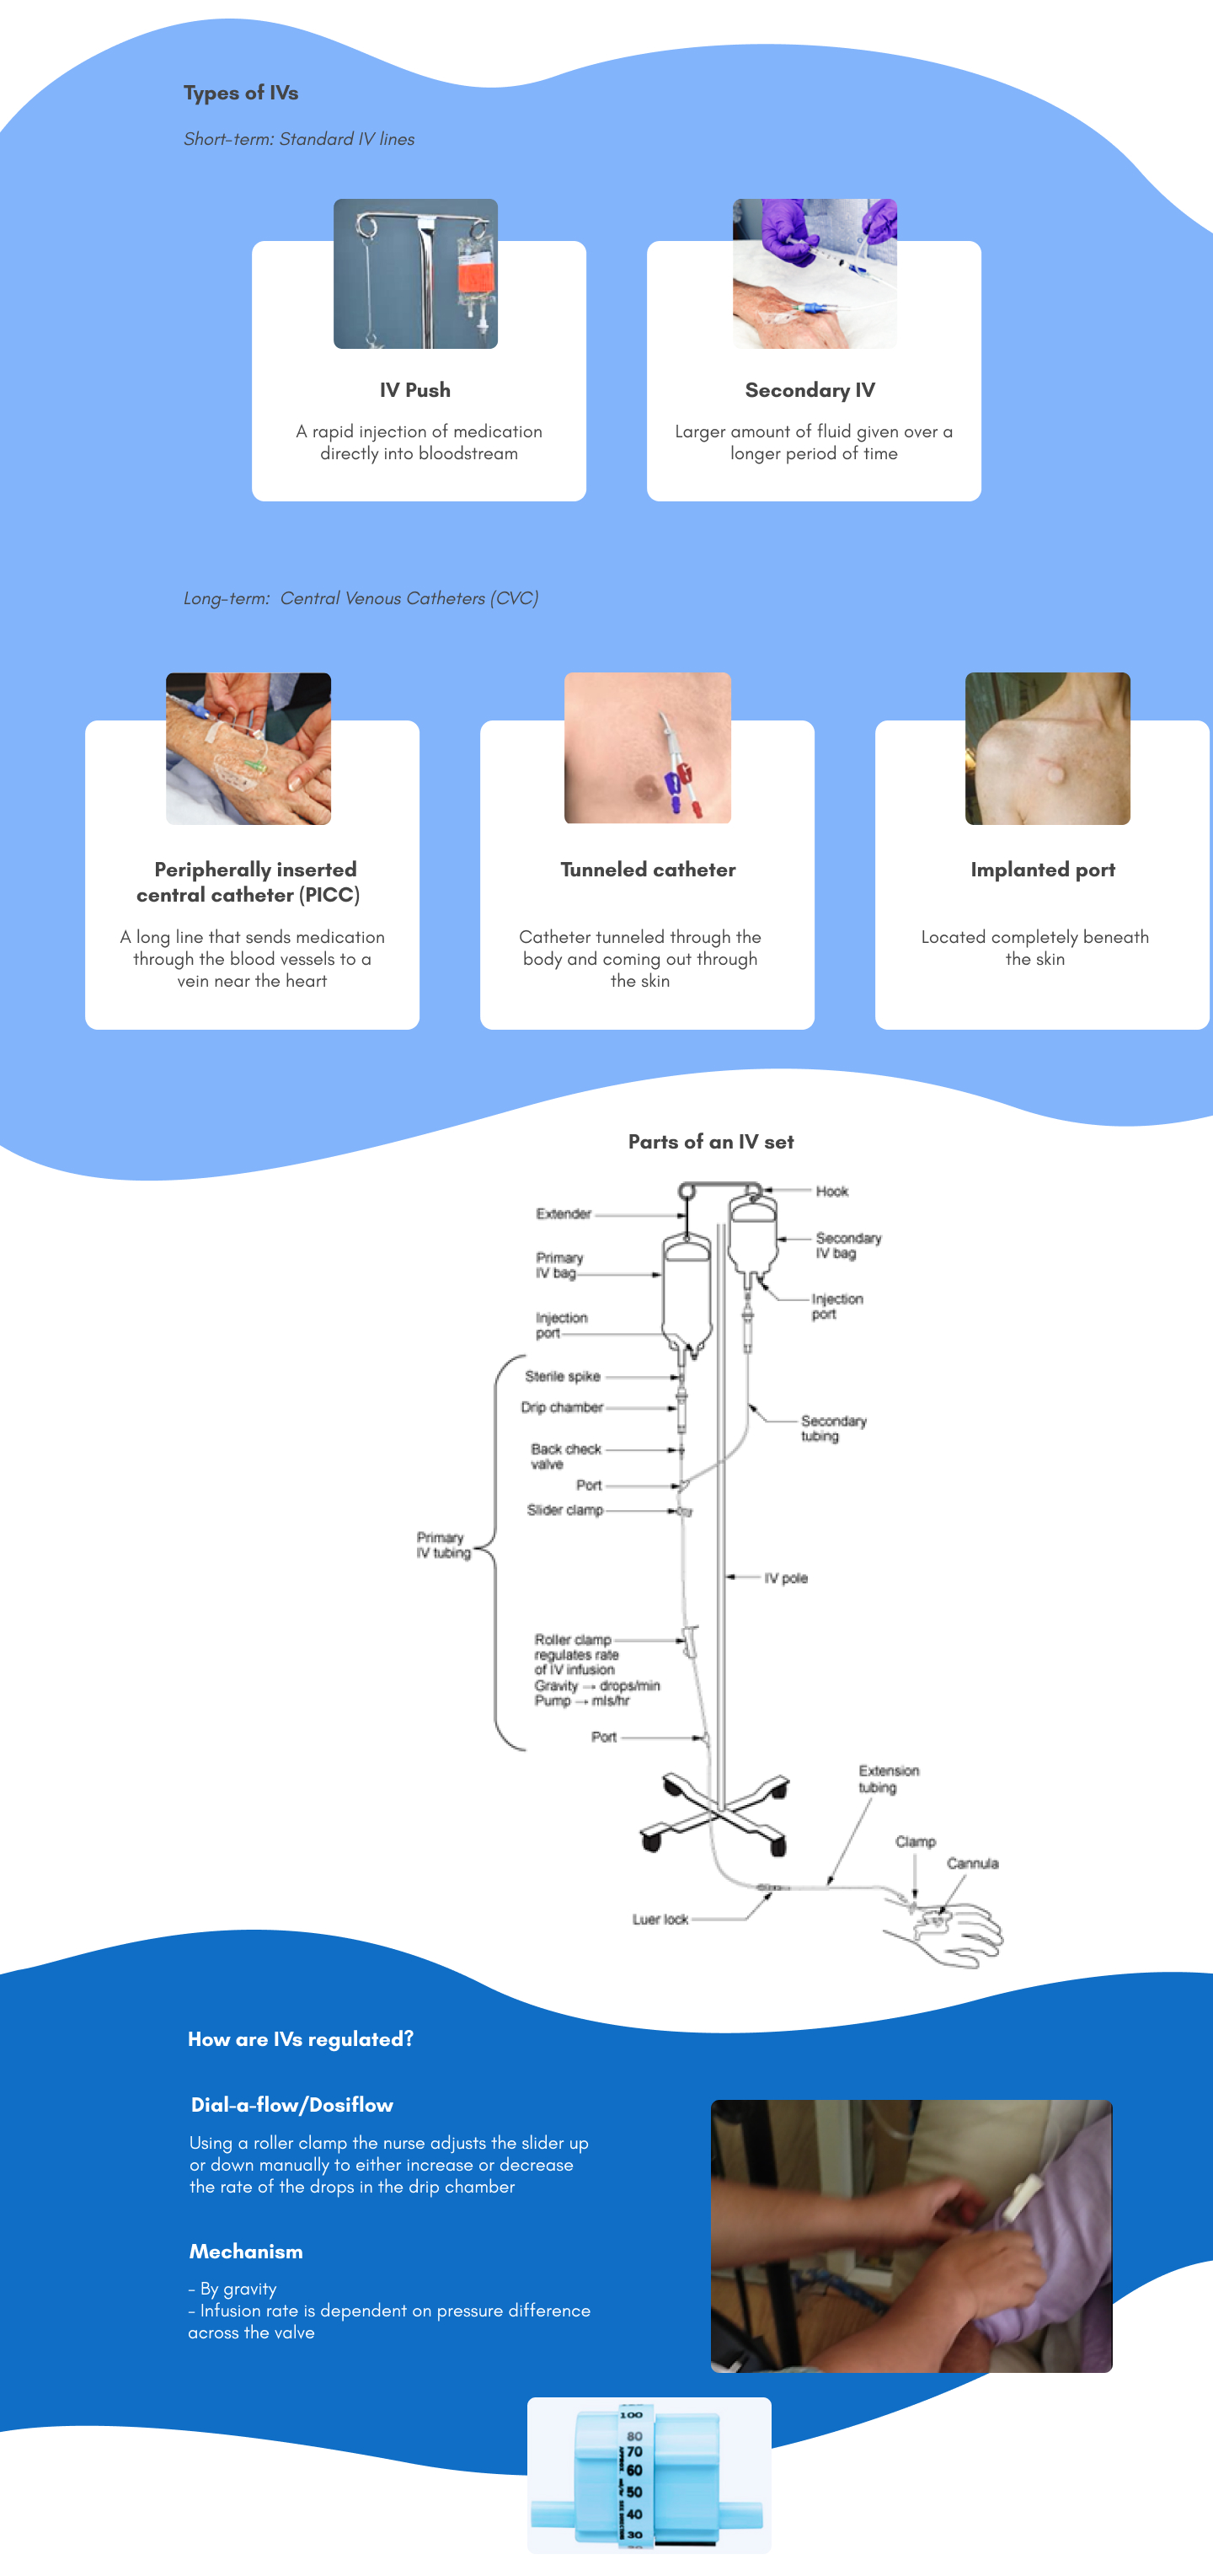 Types of IVs
Short-term: Standard IV lines
IV Push
A rapid injection of medication
directly into bloodstream
Secondary IV
Larger amount of fluid given over a
longer period of time
Long-term:  Central Venous Catheters (CVC)
Peripherally inserted
central catheter (PICC)
A long line that sends medication
through the blood vessels to a
vein near the heart
Tunneled catheter
Catheter tunneled through the
body and coming out through
the skin
Implanted port
Located completely beneath
the skin
Parts of an IV set
Hook
Extender
Secondary
IV bag
Primary
IV bag
Injection
port
Injection
port
Sterile spike
Drip chamber
Secondary
tubing
Back check
valve
Port
Slider clamp
Primary
IV tubing
IV pole
Roller clamp
regulates rate
of IV infusion
Gravity → drops/min
Pump → mls/hr
Port
Extension
tubing
Clamp
Cannula
Luer lock
How are IVs regulated?
Dial-a-flow/Dosiflow
Using a roller clamp the nurse adjusts the slider up
or down manually to either increase or decrease
the rate of the drops in the drip chamber
Mechanism
- By gravity
- Infusion rate is dependent on pressure difference
across the valve
100
80
70
60
50
40
30